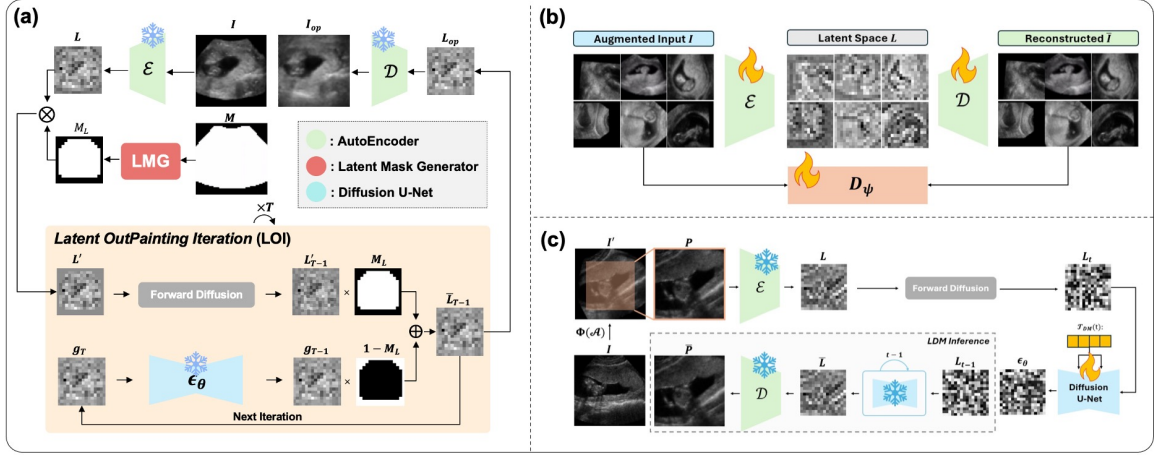 (a)
L
ℰ
I
I_op
𝒟
L_op
⊗
M_L
LMG
M
: AutoEncoder
: Latent Mask Generator
: Diffusion U-Net
×T
Latent OutPainting Iteration (LOI)
L′
Forward Diffusion
L′_{T−1}
×
M_L
⊕
L̅_{T−1}
g_T
ϵ_θ
g_{T−1}
×
1 − M_L
Next Iteration
(b)
Augmented Input I
Latent Space L
Reconstructed Ĩ
ℰ
𝒟
D_ψ
(c)
I′
P
ℰ
L
Forward Diffusion
L_t
Φ(𝒜)
I
P̅
𝒟
L̅
LDM Inference
t − 1
L_{t−1}
ϵ_θ
𝒯_DM(t):
Diffusion
U-Net